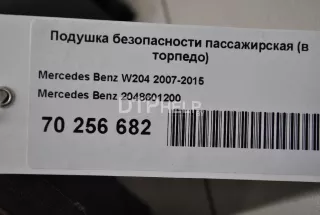 Подушка безопасности пассажирская (в
торпедо)
Mercedes Benz W204 2007-2015
Mercedes Benz 2048601200
DTPHELP
70 256 682